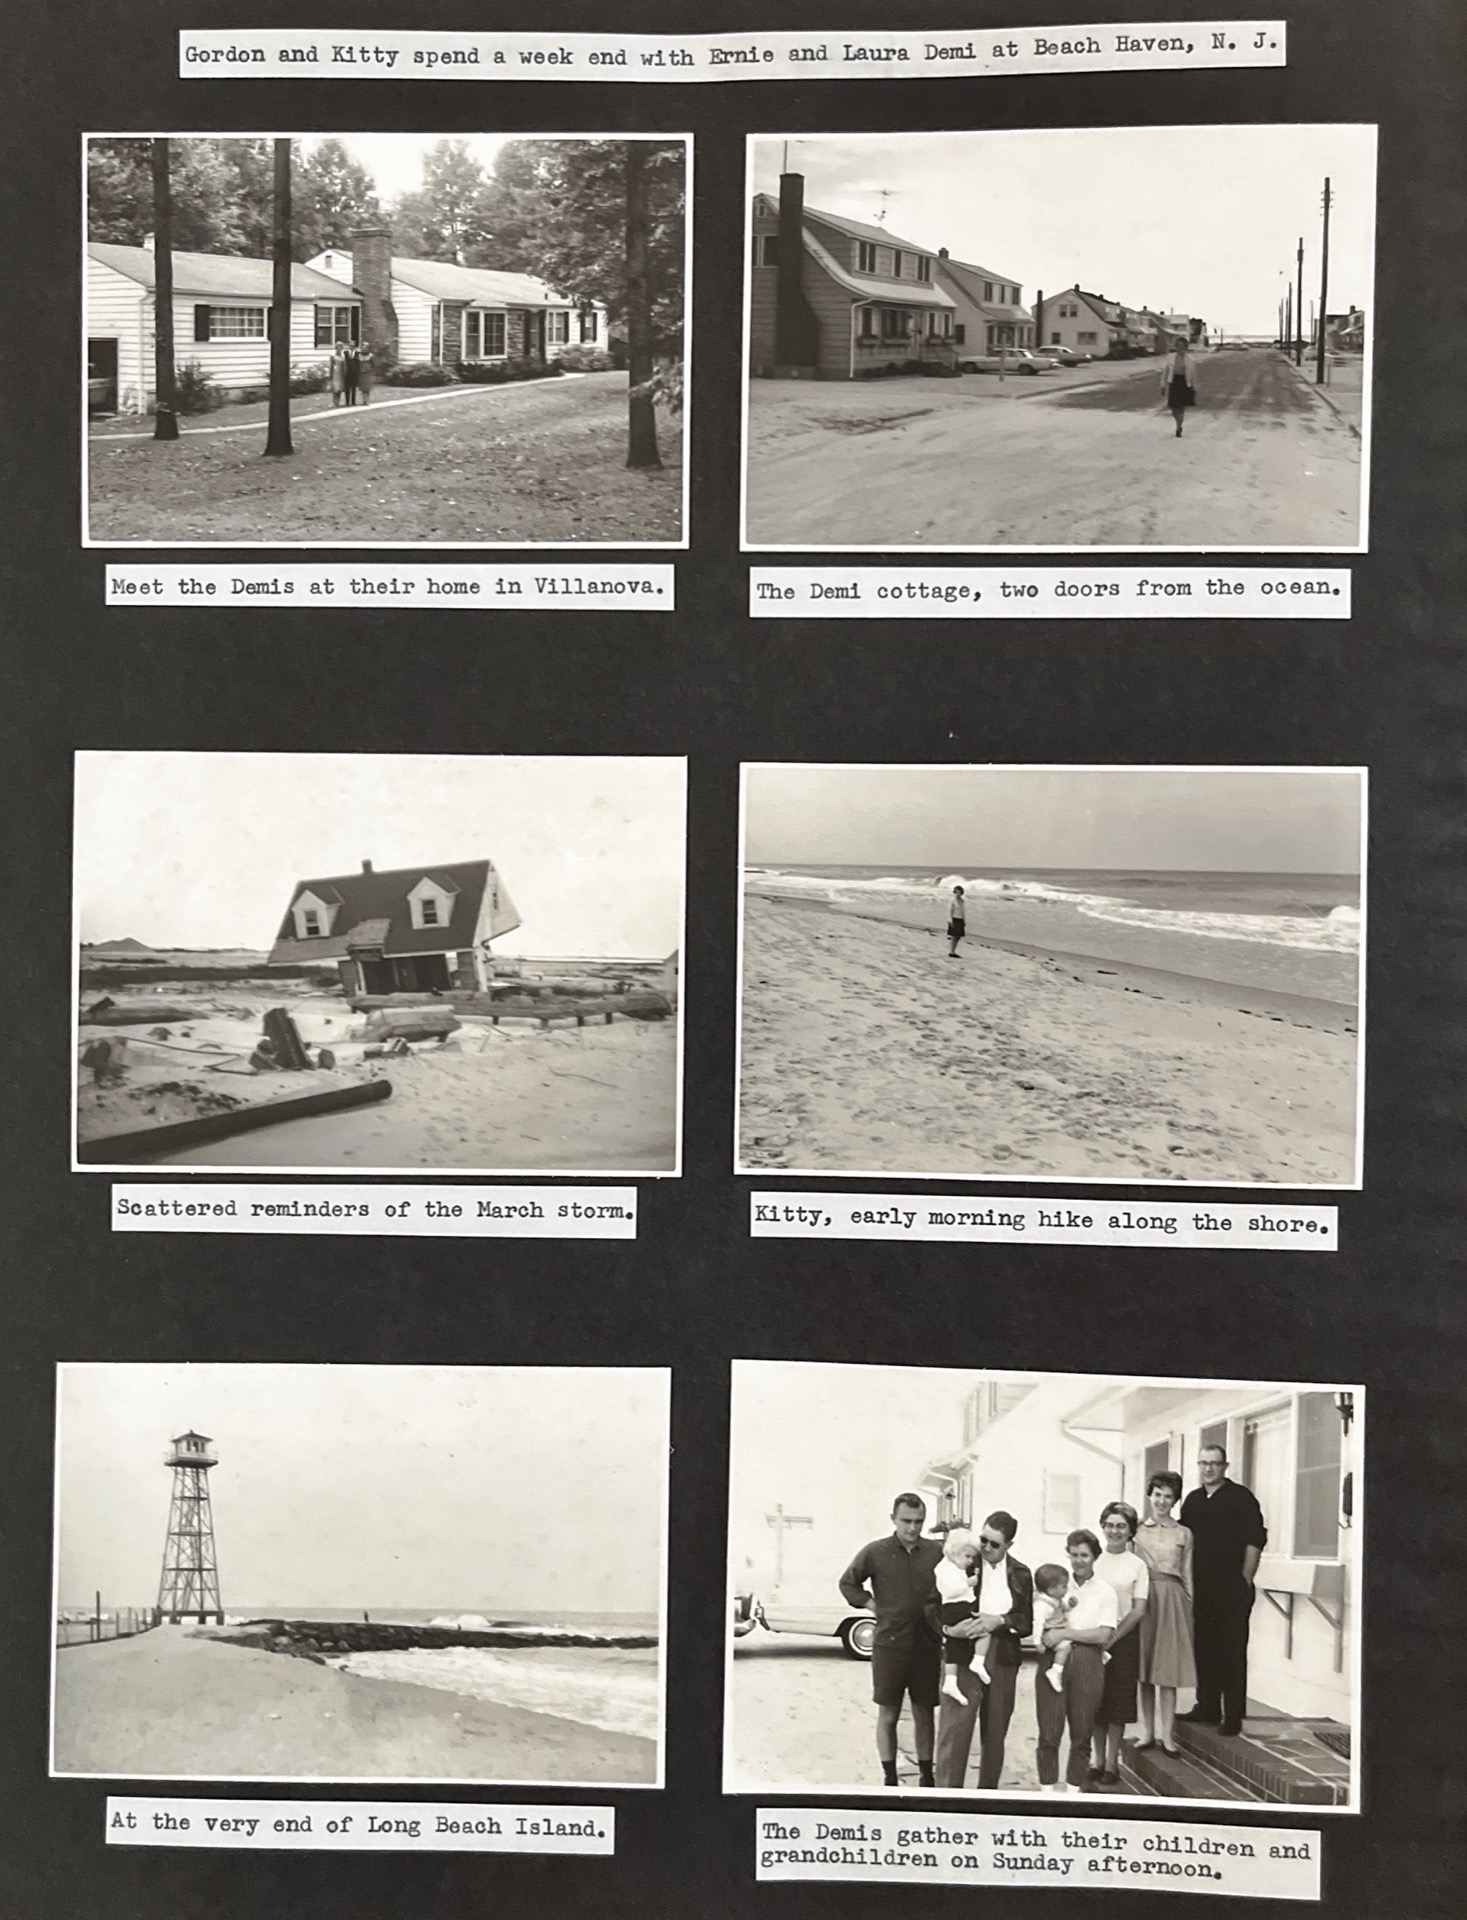 Gordon and Kitty spend a week end with Ernie and Laura Demi at Beach Haven, N. J.
Meet the Demis at their home in Villanova.
The Demi cottage, two doors from the ocean.
Scattered reminders of the March storm.
Kitty, early morning hike along the shore.
At the very end of Long Beach Island.
The Demis gather with their children and
grandchildren on Sunday afternoon.